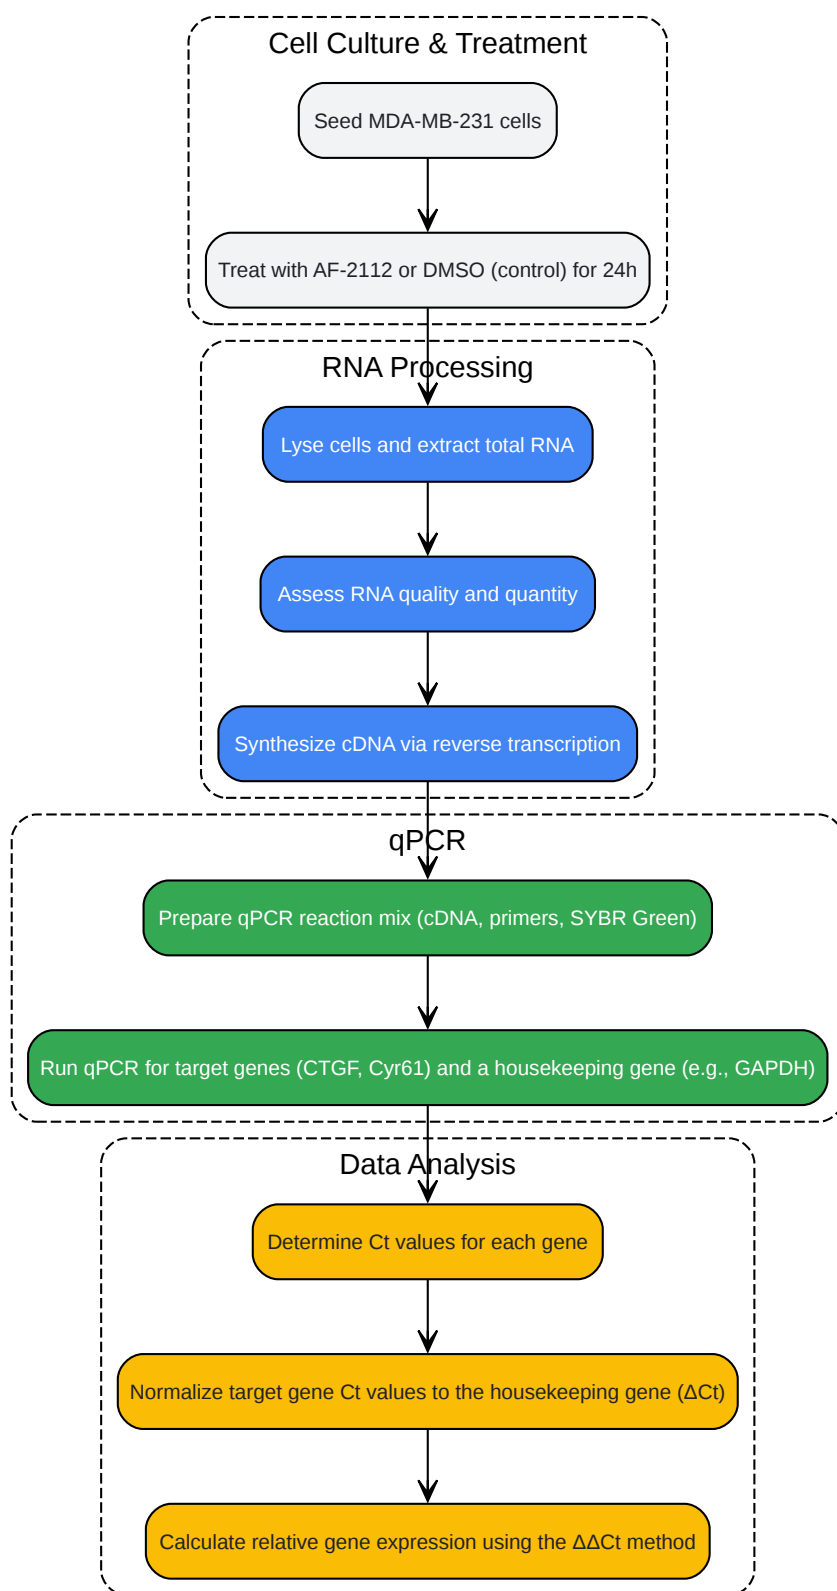 Cell Culture & Treatment
Seed MDA-MB-231 cells
Treat with AF-2112 or DMSO (control) for 24h
RNA Processing
Lyse cells and extract total RNA
Assess RNA quality and quantity
Synthesize cDNA via reverse transcription
qPCR
Prepare qPCR reaction mix (cDNA, primers, SYBR Green)
Run qPCR for target genes (CTGF, Cyr61) and a housekeeping gene (e.g., GAPDH)
Data Analysis
Determine Ct values for each gene
Normalize target gene Ct values to the housekeeping gene (ΔCt)
Calculate relative gene expression using the ΔΔCt method